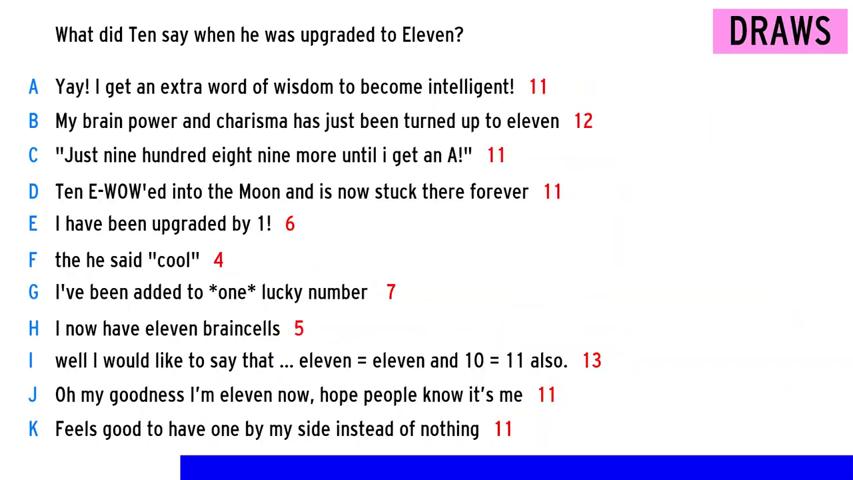 What did Ten say when he was upgraded to Eleven?
DRAWS
A Yay! I get an extra word of wisdom to become intelligent! 11
B My brain power and charisma has just been turned up to eleven 12
C "Just nine hundred eight nine more until i get an A!" 11
D Ten E-WOW'ed into the Moon and is now stuck there forever 11
E I have been upgraded by 1! 6
F the he said "cool" 4
G I've been added to *one* lucky number 7
H I now have eleven braincells 5
I well I would like to say that ... eleven = eleven and 10 = 11 also. 13
J Oh my goodness I'm eleven now, hope people know it's me 11
K Feels good to have one by my side instead of nothing 11